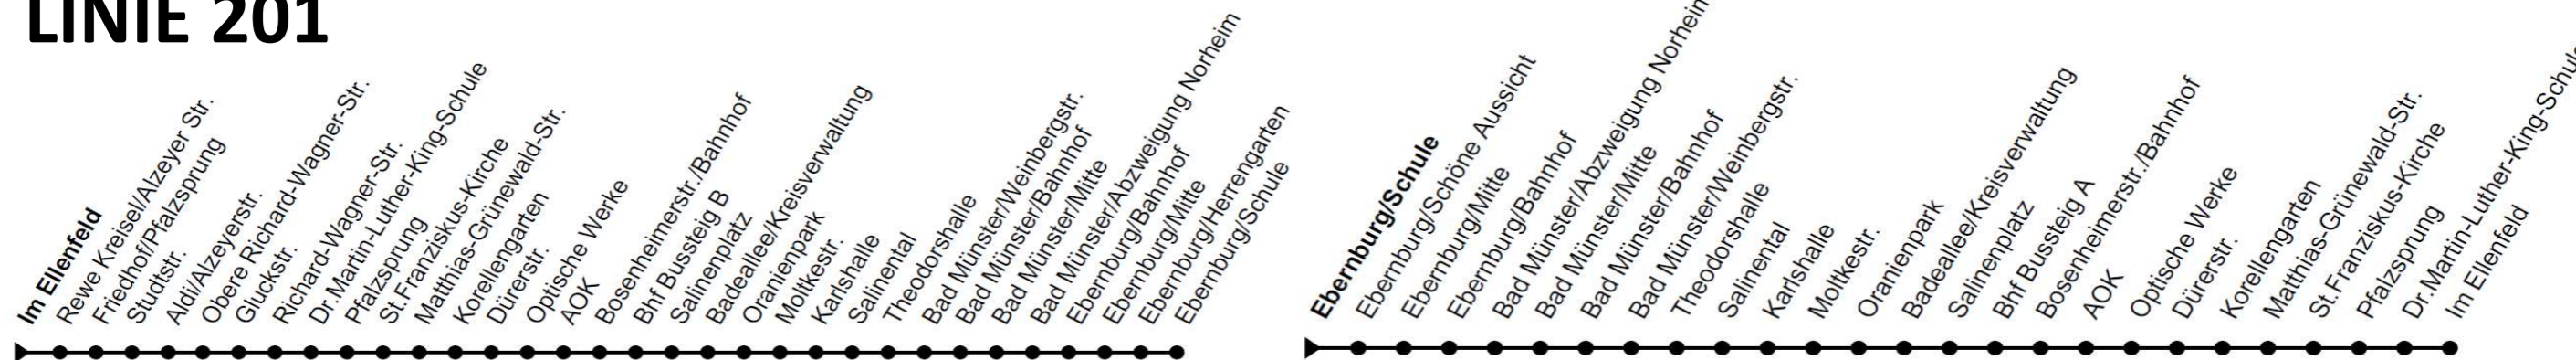 LINIE 201
Im Ellenfeld
Rewe Kreisel/Alzeyer Str.
Friedhof/Pfalzsprung
Studtstr.
Aldi/Alzeyerstr.
Obere Richard-Wagner-Str.
Gluckstr.
Richard-Wagner-Str.
Dr.Martin-Luther-King-Schule
Pfalzsprung
St.Franziskus-Kirche
Matthias-Grünewald-Str.
Korellengarten
Dürerstr.
Optische Werke
AOK
Bosenheimerstr./Bahnhof
Bhf Bussteig B
Salinenplatz
Badeallee/Kreisverwaltung
Oranienpark
Moltkestr.
Karlshalle
Salinental
Theodorshalle
Bad Münster/Weinbergstr.
Bad Münster/Bahnhof
Bad Münster/Mitte
Bad Münster/Abzweigung Norheim
Ebernburg/Bahnhof
Ebernburg/Mitte
Ebernburg/Herrengarten
Ebernburg/Schule
Ebernburg/Schule
Ebernburg/Schöne Aussicht
Ebernburg/Mitte
Ebernburg/Bahnhof
Bad Münster/Abzweigung Norheim
Bad Münster/Mitte
Bad Münster/Bahnhof
Bad Münster/Weinbergstr.
Theodorshalle
Salinental
Karlshalle
Moltkestr.
Oranienpark
Badeallee/Kreisverwaltung
Salinenplatz
Bhf Bussteig A
Bosenheimerstr./Bahnhof
AOK
Optische Werke
Dürerstr.
Korellengarten
Matthias-Grünewald-Str.
St.Franziskus-Kirche
Pfalzsprung
Dr.Martin-Luther-King-Schule
Im Ellenfeld